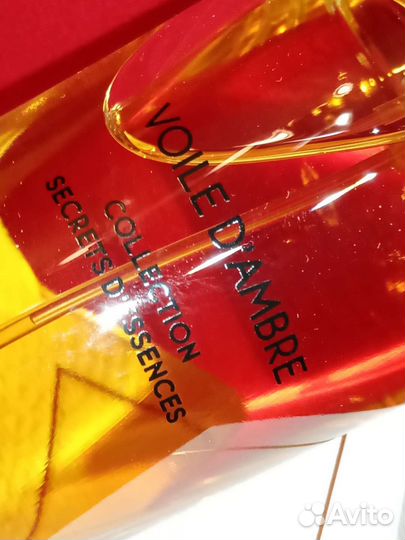 VOILE D'AMBRE
COLLECTION
SECRETS D'ESSENCES
Avito